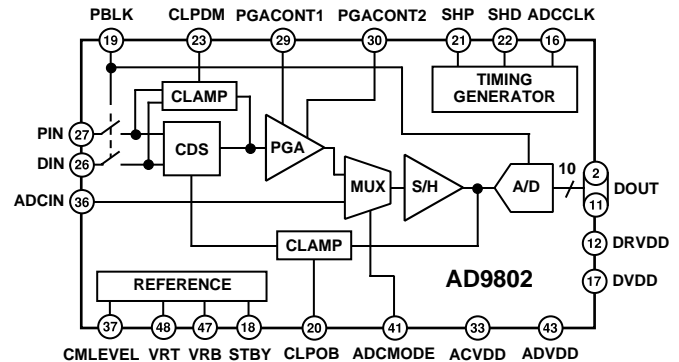 PBLK CLPDM PGACONT1 PGACONT2 SHP SHD ADCCLK
19 23 29 30 21 22 16
TIMING
GENERATOR
CLAMP
PIN 27
DIN 26
CDS
PGA
ADCIN 36
MUX
S/H
A/D
10
2
11
DOUT
CLAMP
12 DRVDD
REFERENCE
AD9802
17 DVDD
37 48 47 18 20 41 33 43
CMLEVEL VRT VRB STBY CLPOB ADCMODE ACVDD ADVDD